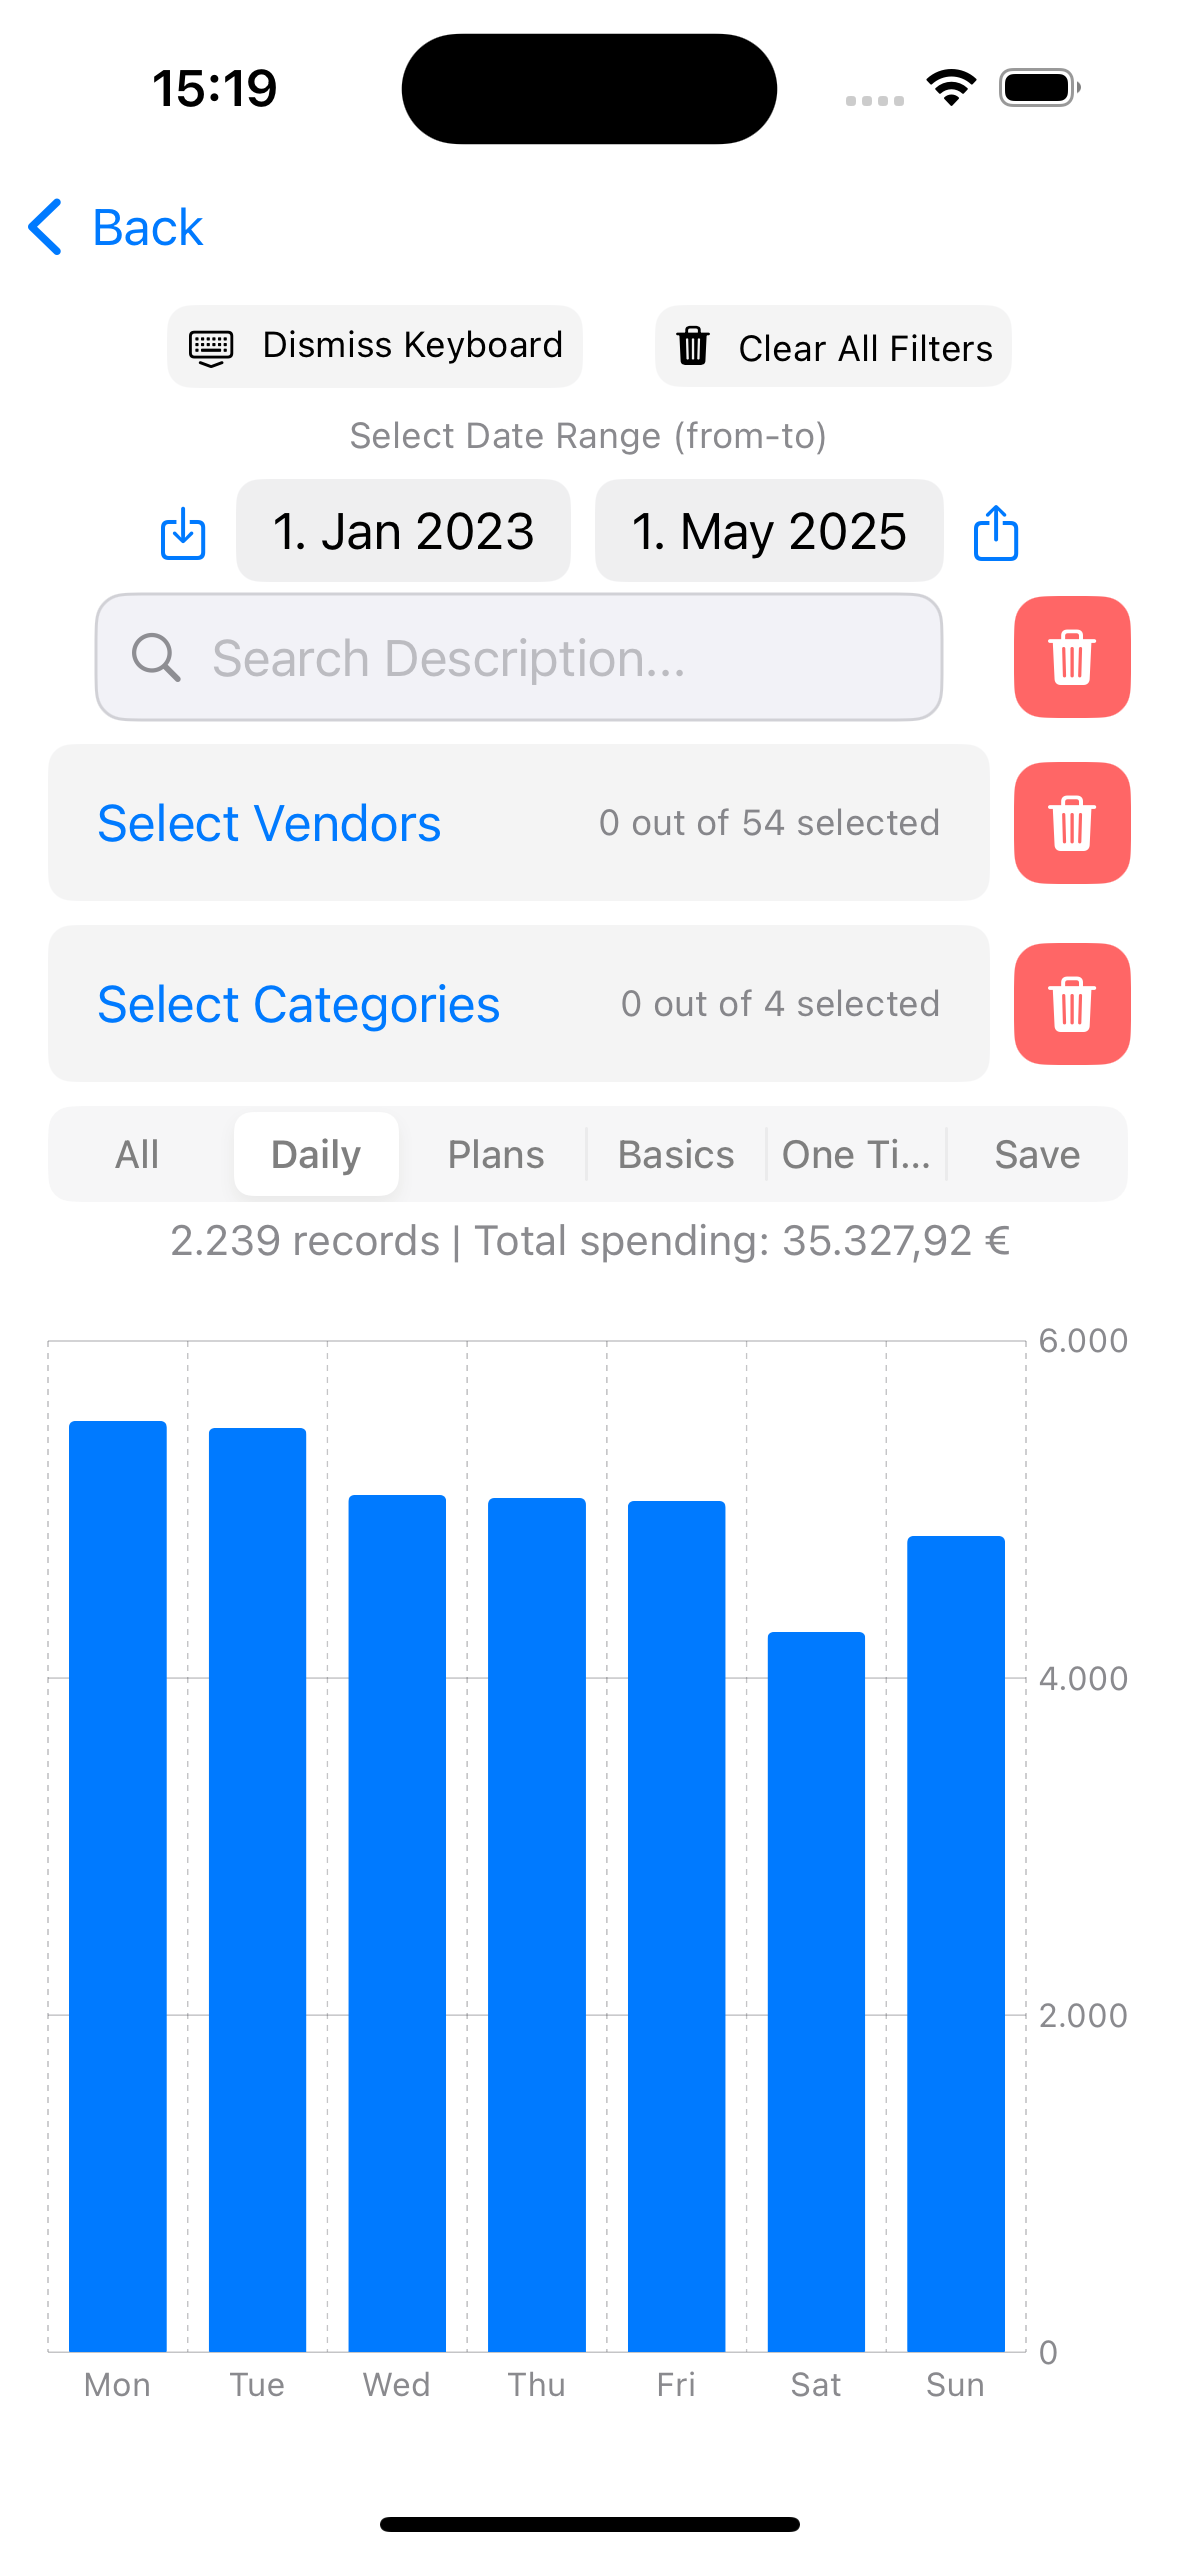 15:19
Back
Dismiss Keyboard
Clear All Filters
Select Date Range (from-to)
1. Jan 2023
1. May 2025
Search Description...
Select Vendors
0 out of 54 selected
Select Categories
0 out of 4 selected
All Daily Plans Basics One Ti... Save
2.239 records | Total spending: 35.327,92 €
6.000
4.000
2.000
0
Mon Tue Wed Thu Fri Sat Sun